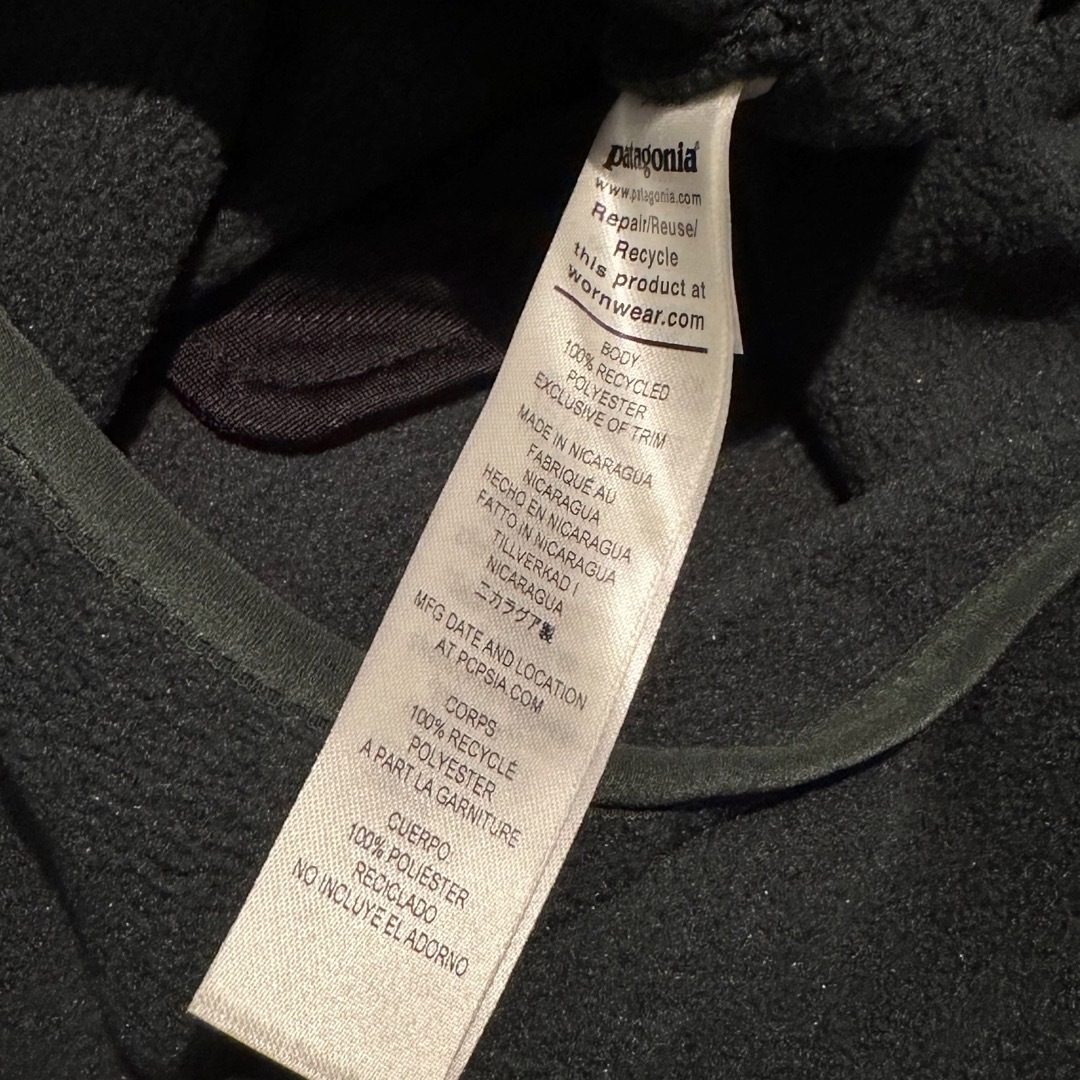 patagonia®
www.patagonia.com
Repair/Reuse/
Recycle
this product at
wornwear.com
BODY
100% RECYCLED
POLYESTER
EXCLUSIVE OF TRIM
MADE IN NICARAGUA
FABRIQUÉ AU
NICARAGUA
HECHO EN NICARAGUA
FATTO IN NICARAGUA
TILLVERKAD I
NICARAGUA
ニカラグア製
MFG DATE AND LOCATION
AT PCPSIA.COM
CORPS
100% RECYCLÉ
POLYESTER
A PART LA GARNITURE
CUERPO
100% POLIÉSTER
RECICLADO
NO INCLUYE EL ADORNO